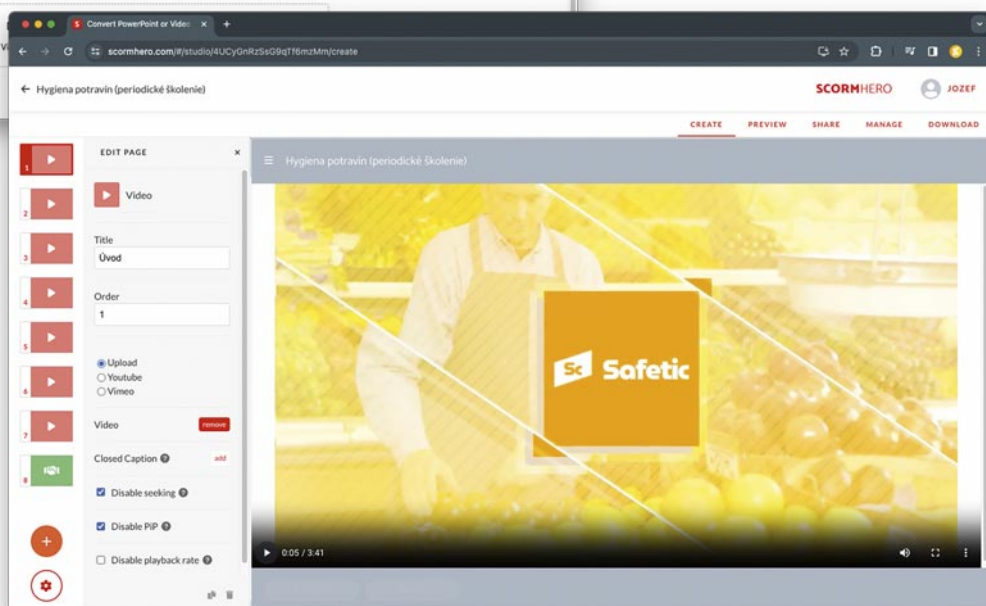 Convert PowerPoint or Video
scormhero.com/#/studio/4UCyGnRzSsG9qTf6mzMm/create
Hygiena potravín (periodické školenie)
SCORMHERO
JOZEF
CREATE PREVIEW SHARE MANAGE DOWNLOAD
EDIT PAGE
Hygiena potravín (periodické školenie)
1
2
3
4
5
6
7
8
Video
Title
Úvod
Order
1
Upload
Youtube
Vimeo
Video remove
Closed Caption add
Disable seeking
Disable PiP
Disable playback rate
Sc Safetic
0:05 / 3:41